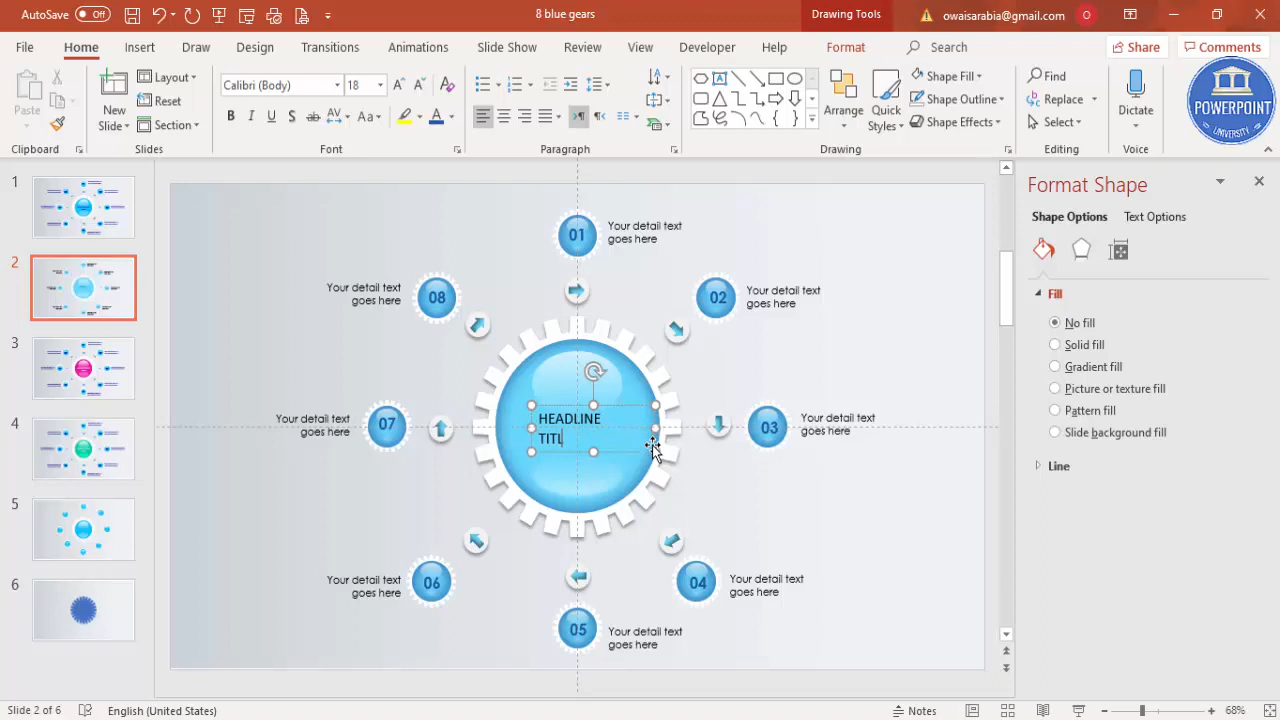 AutoSave Off
8 blue gears
Drawing Tools
owaisarabia@gmail.com
O
File
Home
Insert
Draw
Design
Transitions
Animations
Slide Show
Review
View
Developer
Help
Format
Search
Share
Comments
Paste
New
Slide
Layout
Reset
Section
Calibri (Body)
18
B I U S ab AV Aa A
Shape Fill
Shape Outline
Shape Effects
Arrange
Quick
Styles
Find
Replace
Select
Dictate
POWERPOINT
UNIVERSITY
Clipboard
Slides
Font
Paragraph
Drawing
Editing
Voice
1
2
3
4
5
6
01
Your detail text
goes here
02
Your detail text
goes here
03
Your detail text
goes here
04
Your detail text
goes here
05
Your detail text
goes here
06
Your detail text
goes here
07
Your detail text
goes here
08
Your detail text
goes here
HEADLINE
TITL
Format Shape
Shape Options
Text Options
Fill
No fill
Solid fill
Gradient fill
Picture or texture fill
Pattern fill
Slide background fill
Line
Slide 2 of 6
English (United States)
Notes
68%